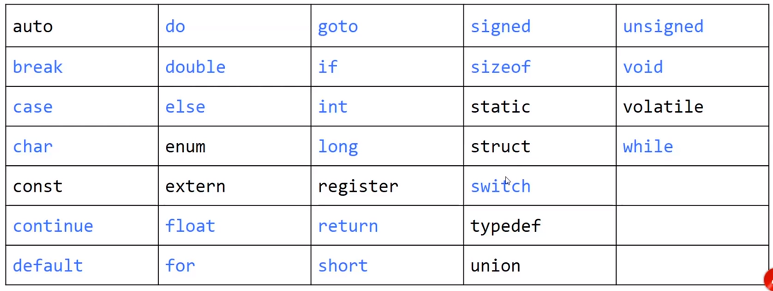 auto do goto signed unsigned
break double if sizeof void
case else int static volatile
char enum long struct while
const extern register switch
continue float return typedef
default for short union